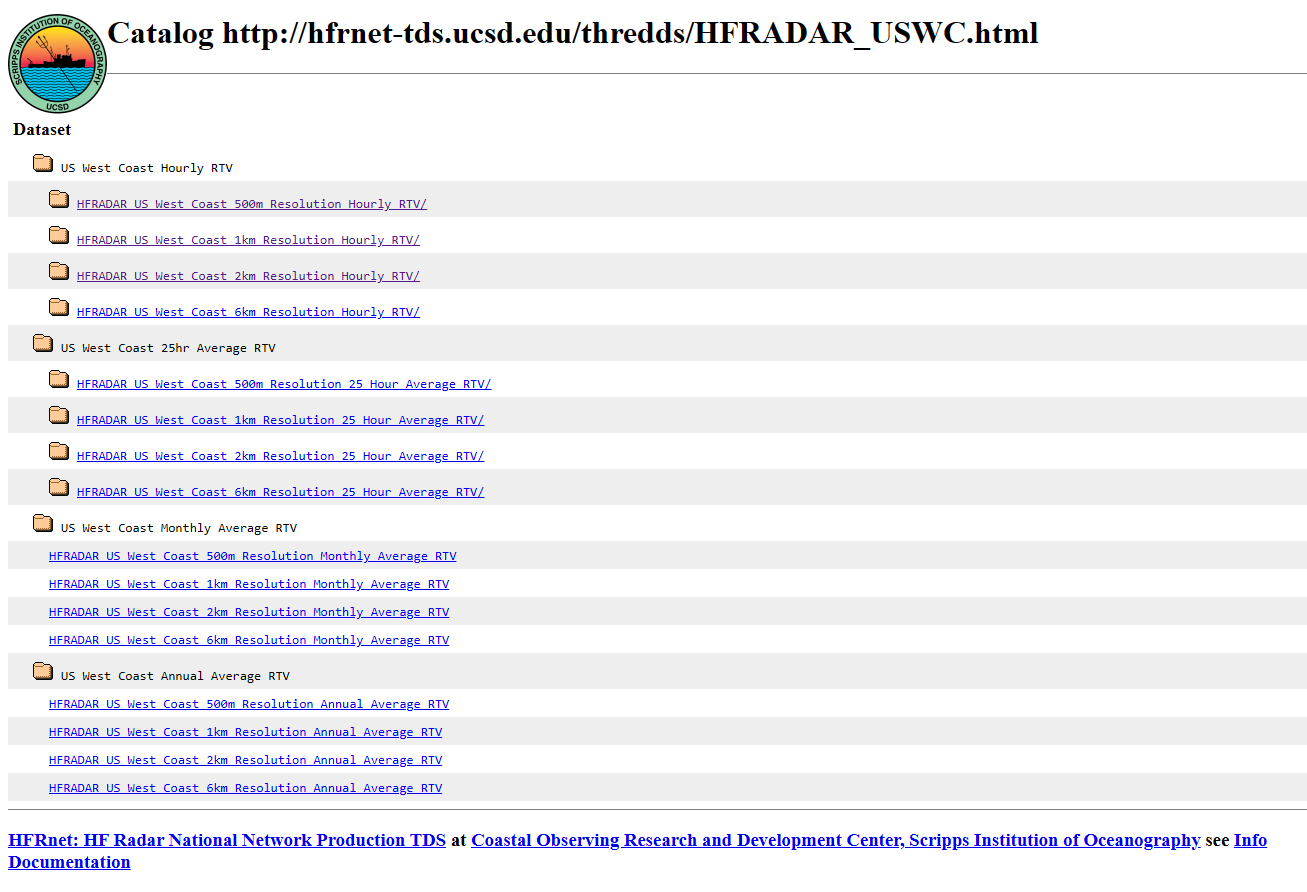 SCRIPPS INSTITUTION OF OCEANOGRAPHY
UCSD
Catalog http://hfrnet-tds.ucsd.edu/thredds/HFRADAR_USWC.html
Dataset
US West Coast Hourly RTV
HFRADAR US West Coast 500m Resolution Hourly RTV/
HFRADAR US West Coast 1km Resolution Hourly RTV/
HFRADAR US West Coast 2km Resolution Hourly RTV/
HFRADAR US West Coast 6km Resolution Hourly RTV/
US West Coast 25hr Average RTV
HFRADAR US West Coast 500m Resolution 25 Hour Average RTV/
HFRADAR US West Coast 1km Resolution 25 Hour Average RTV/
HFRADAR US West Coast 2km Resolution 25 Hour Average RTV/
HFRADAR US West Coast 6km Resolution 25 Hour Average RTV/
US West Coast Monthly Average RTV
HFRADAR US West Coast 500m Resolution Monthly Average RTV
HFRADAR US West Coast 1km Resolution Monthly Average RTV
HFRADAR US West Coast 2km Resolution Monthly Average RTV
HFRADAR US West Coast 6km Resolution Monthly Average RTV
US West Coast Annual Average RTV
HFRADAR US West Coast 500m Resolution Annual Average RTV
HFRADAR US West Coast 1km Resolution Annual Average RTV
HFRADAR US West Coast 2km Resolution Annual Average RTV
HFRADAR US West Coast 6km Resolution Annual Average RTV
HFRnet: HF Radar National Network Production TDS at Coastal Observing Research and Development Center, Scripps Institution of Oceanography see Info
Documentation